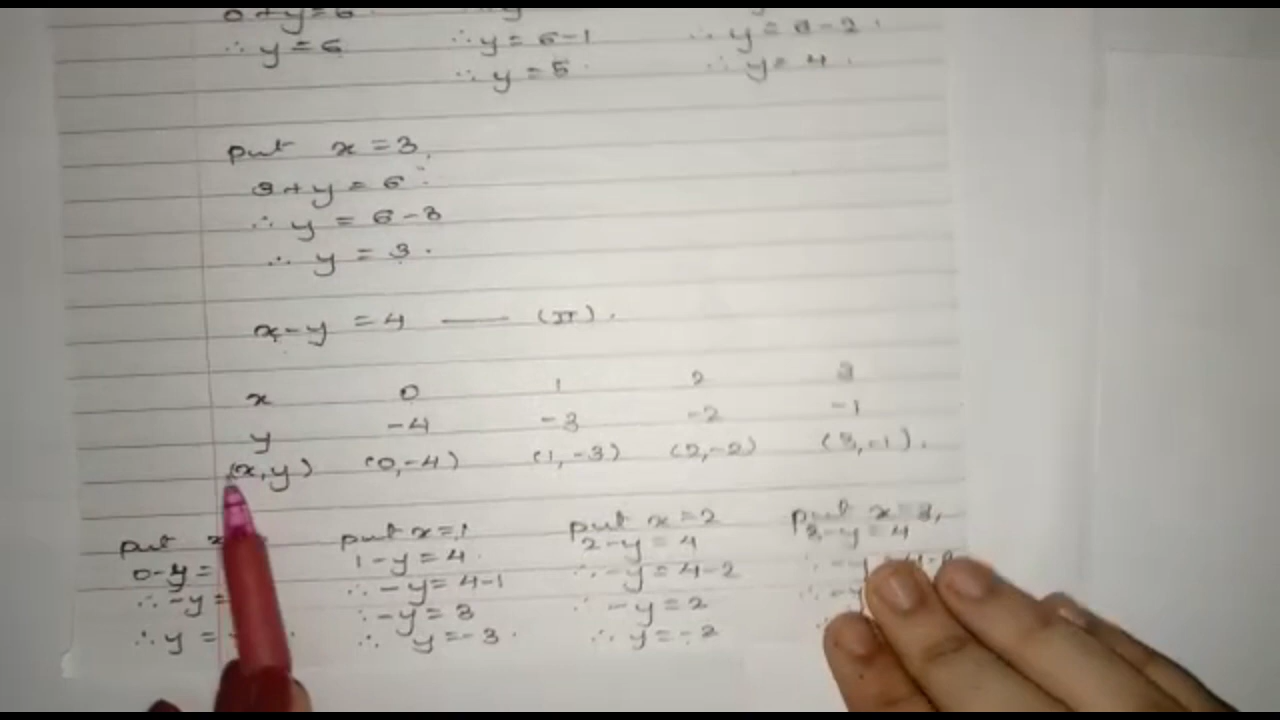 0+y=6
∴ y = 6 ∴ y = 6-1 ∴ y = 6-2.
∴ y = 5. ∴ y = 4.
put x = 3,
3+y = 6
∴ y = 6-3
∴ y = 3.
x-y = 4 —— (II).
x 0 1 2 3
y -4 -3 -2 -1
(x,y) (0,-4) (1,-3) (2,-2) (3,-1).
put x put x=1 put x=2 put x=3,
0-y= 1-y=4. 2-y=4 3-y=4
∴ -y= ∴ -y=4-1 ∴ -y=4-2
∴ y = ∴ -y=3 ∴ -y=2
∴ y=-3. ∴ y=-2